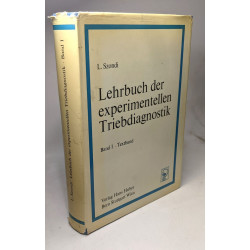 L. Szondi
Lehrbuch der
experimentellen
Triebdiagnostik
Band I · Textband
Verlag Hans Huber
Bern Stuttgart Wien